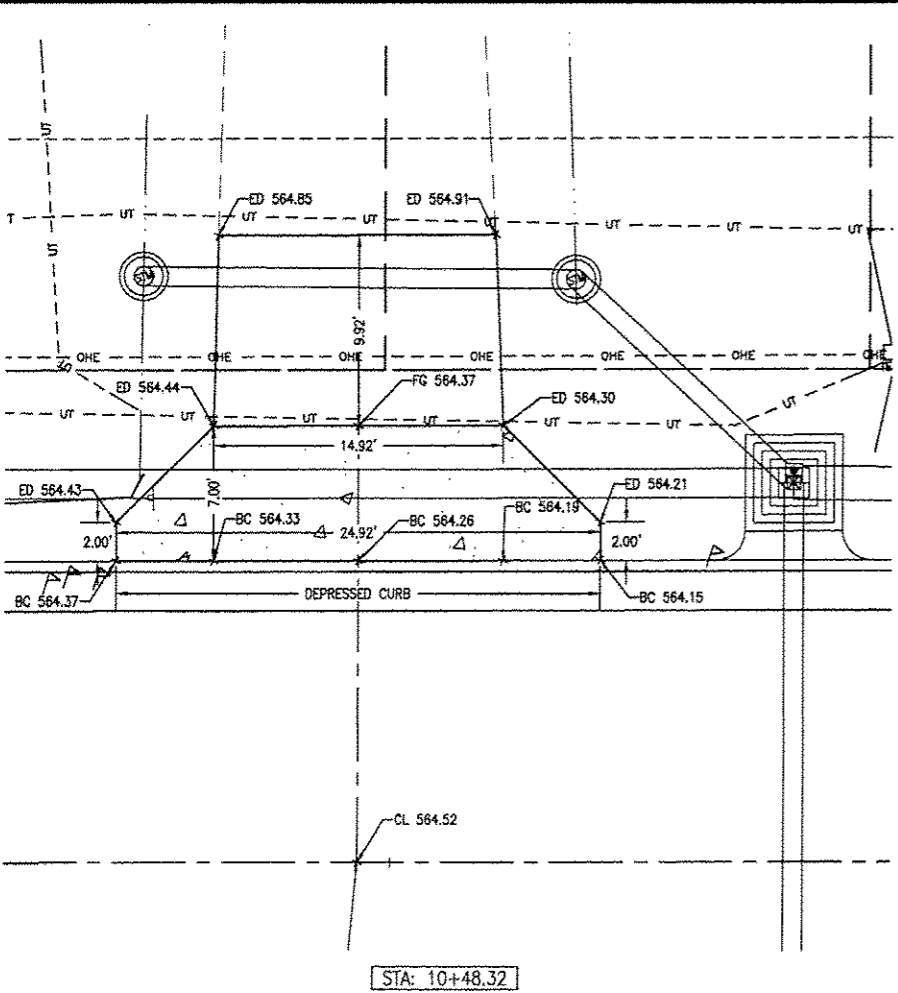 UT
ED 564.85
ED 564.91
T
UT
UT
UT
UT
UT
UT
UT
UT
9.92'
OHE
OHE
OHE
OHE
OHE
OHE
ED 564.44
FG 564.37
ED 564.30
UT
UT
UT
UT
UT
UT
14.92'
ED 564.43
7.00'
ED 564.21
BC 564.33
24.92'
BC 564.26
BC 564.19
2.00'
2.00'
DEPRESSED CURB
BC 564.37
BC 564.15
CL 564.52
STA: 10+48.32